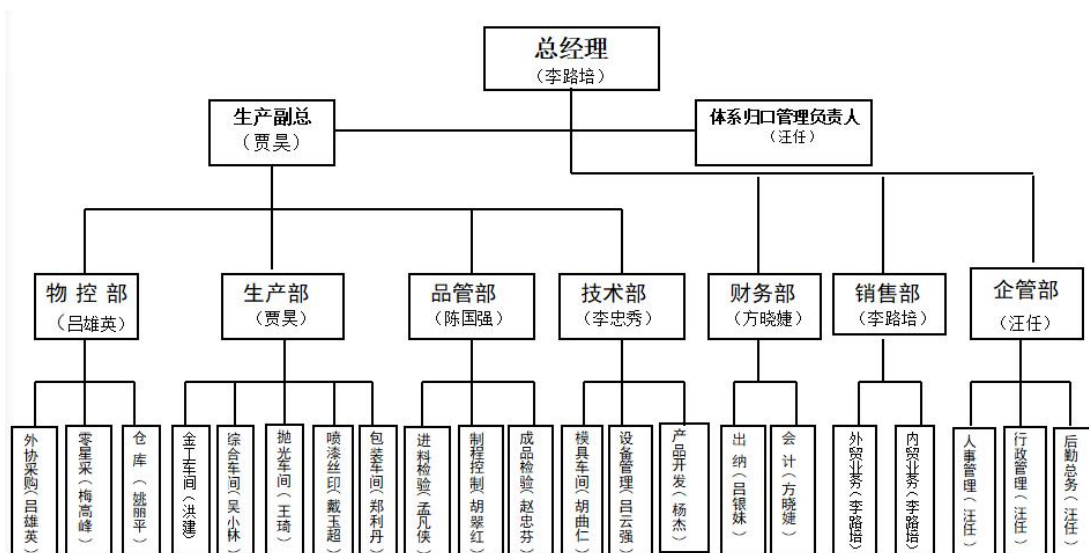 总经理
(李路培)
生产副总
(贾昊)
体系归口管理负责人
(汪任)
物控部
(吕雄英)
生产部
(贾昊)
品管部
(陈国强)
技术部
(李忠秀)
财务部
(方晓婕)
销售部
(李路培)
企管部
(汪任)
外协采购(吕雄英)
零星采(梅高峰)
仓库(姚丽平)
金工车间(洪建)
综合车间(吴小林)
抛光车间(王琦)
喷漆丝印(戴玉超)
包装车间(郑利丹)
进料检验(孟凡侠)
制程控制(胡翠红)
成品检验(赵忠芬)
模具车间(胡曲仁)
设备管理(吕云强)
产品开发(杨杰)
出纳(吕银妹)
会计(方晓婕)
外贸业务(李路培)
内贸业务(李路培)
人事管理(汪任)
行政管理(汪任)
后勤总务(汪任)